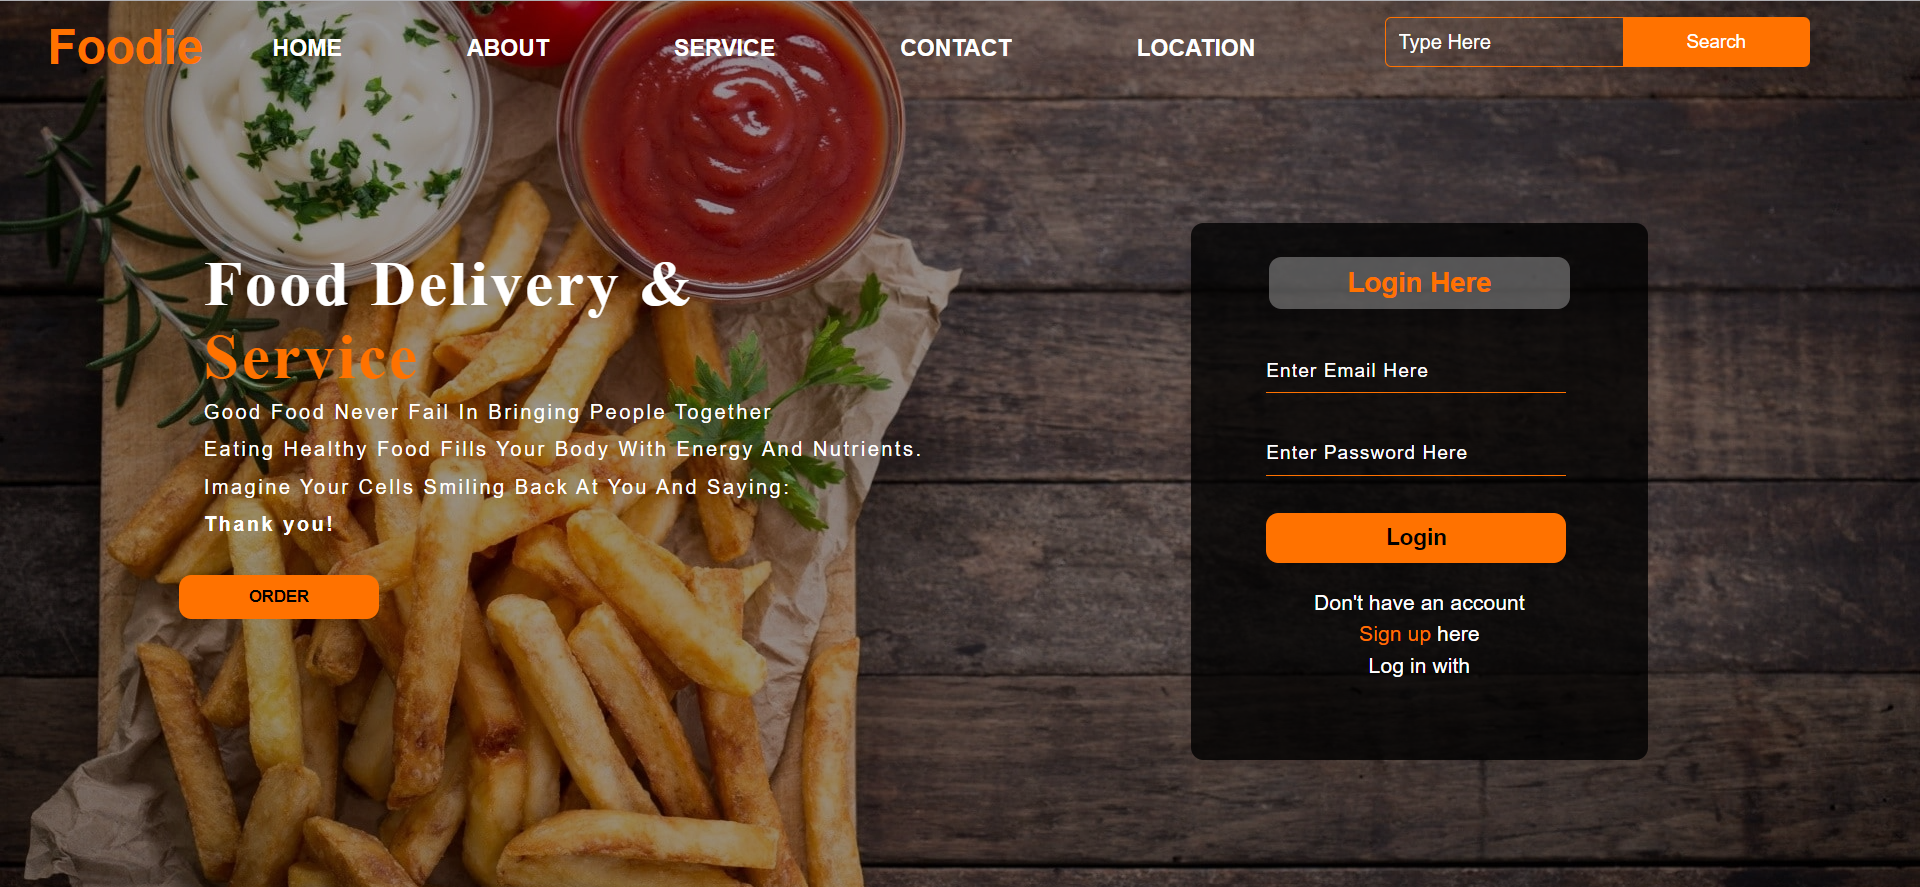 Foodie
HOME
ABOUT
SERVICE
CONTACT
LOCATION
Type Here
Search
Food Delivery &
Service
Good Food Never Fail In Bringing People Together
Eating Healthy Food Fills Your Body With Energy And Nutrients.
Imagine Your Cells Smiling Back At You And Saying:
Thank you!
ORDER
Login Here
Enter Email Here
Enter Password Here
Login
Don't have an account
Sign up here
Log in with